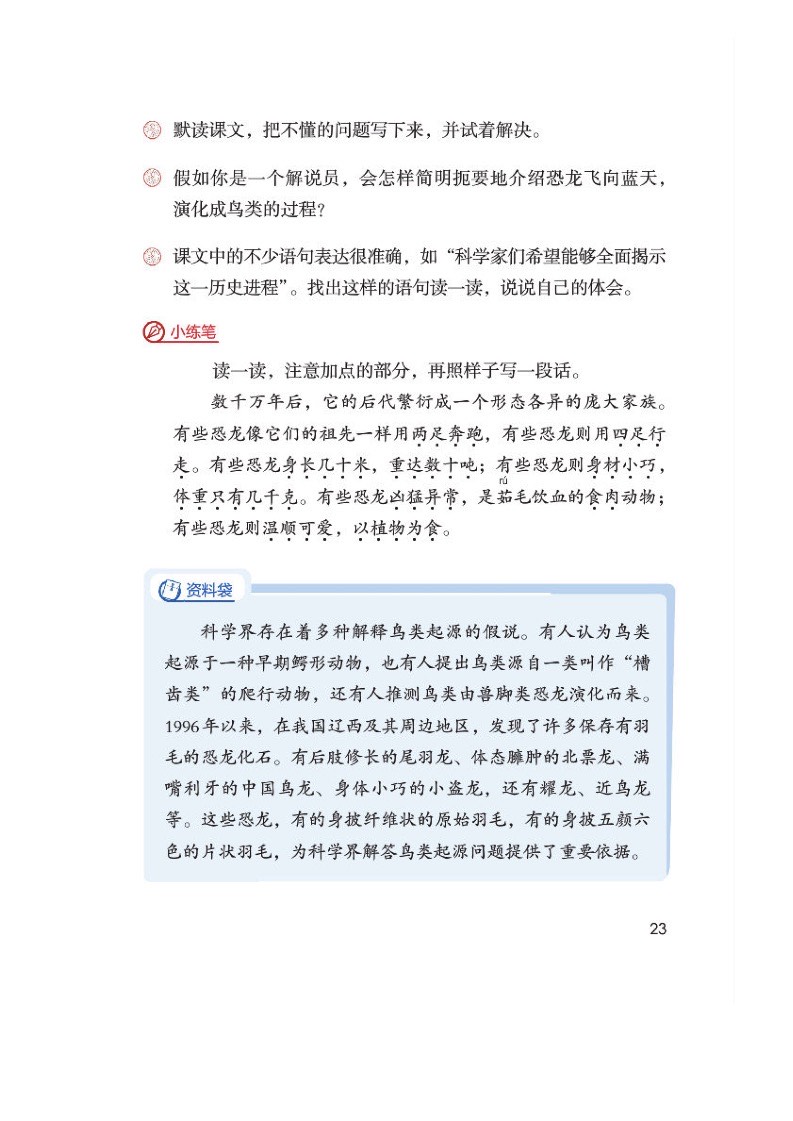 默读课文，把不懂的问题写下来，并试着解决。
假如你是一个解说员，会怎样简明扼要地介绍恐龙飞向蓝天，
演化成鸟类的过程？
课文中的不少语句表达很准确，如“科学家们希望能够全面揭示
这一历史进程”。找出这样的语句读一读，说说自己的体会。
小练笔
读一读，注意加点的部分，再照样子写一段话。
数千万年后，它的后代繁衍成一个形态各异的庞大家族。
有些恐龙像它们的祖先一样用两足奔跑，有些恐龙则用四足行
走。有些恐龙身长几十米，重达数十吨；有些恐龙则身材小巧，
rú
体重只有几千克。有些恐龙凶猛异常，是茹毛饮血的食肉动物；
有些恐龙则温顺可爱，以植物为食。
资料袋
科学界存在着多种解释鸟类起源的假说。有人认为鸟类
起源于一种早期鳄形动物，也有人提出鸟类源自一类叫作“槽
齿类”的爬行动物，还有人推测鸟类由兽脚类恐龙演化而来。
1996年以来，在我国辽西及其周边地区，发现了许多保存有羽
毛的恐龙化石。有后肢修长的尾羽龙、体态臃肿的北票龙、满
嘴利牙的中国鸟龙、身体小巧的小盗龙，还有耀龙、近鸟龙
等。这些恐龙，有的身披纤维状的原始羽毛，有的身披五颜六
色的片状羽毛，为科学界解答鸟类起源问题提供了重要依据。
23